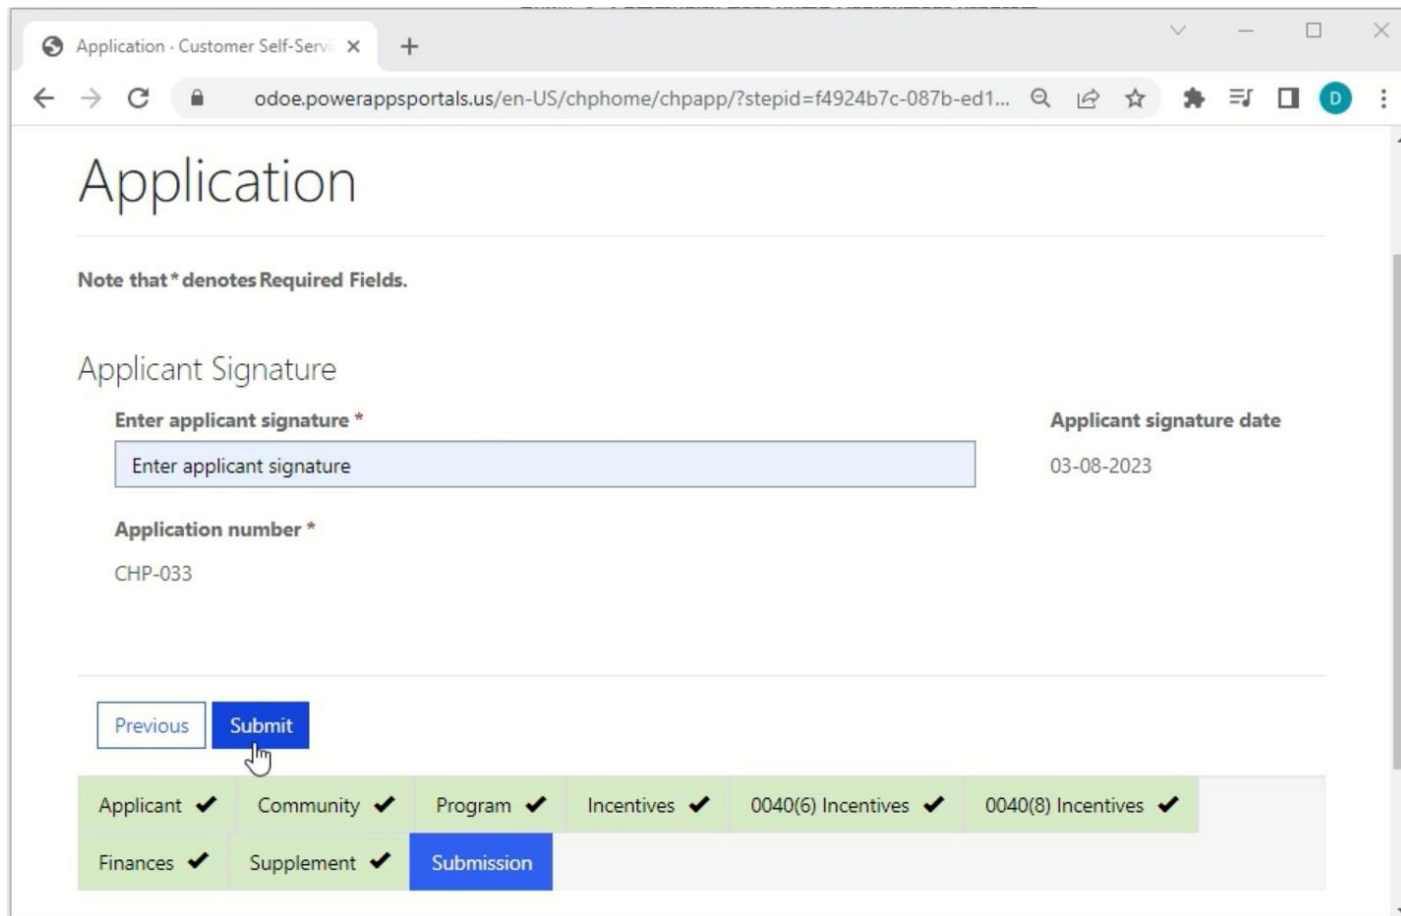 Application · Customer Self-Servi
odoe.powerappsportals.us/en-US/chphome/chpapp/?stepid=f4924b7c-087b-ed1...
D
Application
Note that * denotes Required Fields.
Applicant Signature
Enter applicant signature *
Applicant signature date
Enter applicant signature
03-08-2023
Application number *
CHP-033
Previous
Submit
Applicant
Community
Program
Incentives
0040(6) Incentives
0040(8) Incentives
Finances
Supplement
Submission